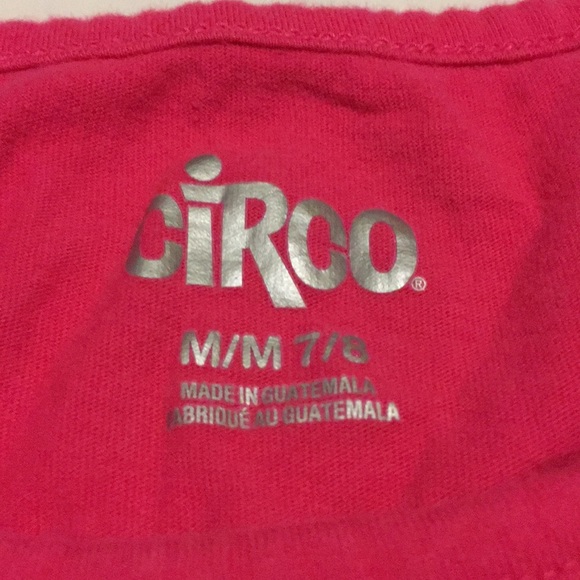 CiRCO®
M/M 7/8
MADE IN GUATEMALA
FABRIQUÉ AU GUATEMALA